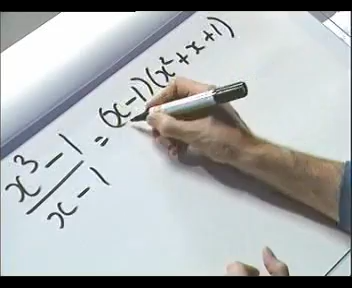 x³ - 1 = (x-1)(x² + x + 1)
x - 1